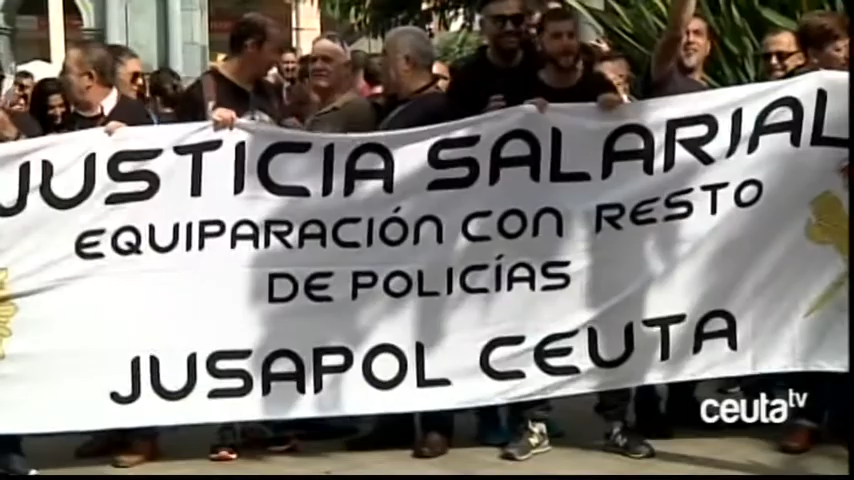 JUSTICIA SALARIAL
EQUIPARACIÓN CON RESTO
DE POLICÍAS
JUSAPOL CEUTA
ceuta tv